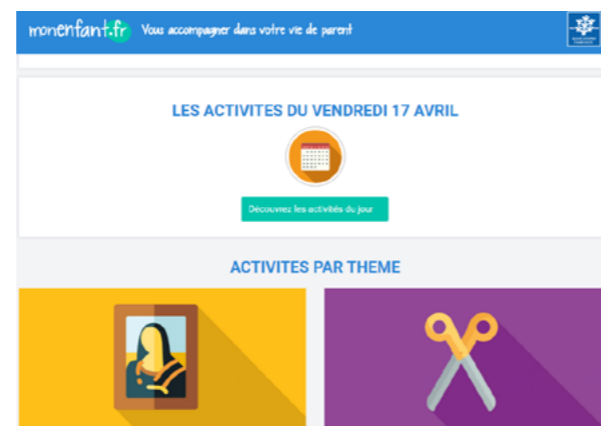 monenfant.fr Vous accompagner dans votre vie de parent
LES ACTIVITES DU VENDREDI 17 AVRIL
Découvrez les activités du jour
ACTIVITES PAR THEME